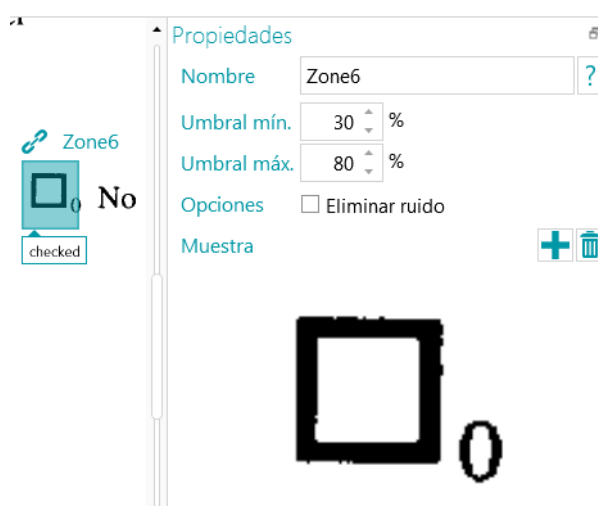 Propiedades
Nombre Zone6 ?
Umbral mín. 30 %
Zone6
Umbral máx. 80 %
0 No
Opciones Eliminar ruido
checked
Muestra
0